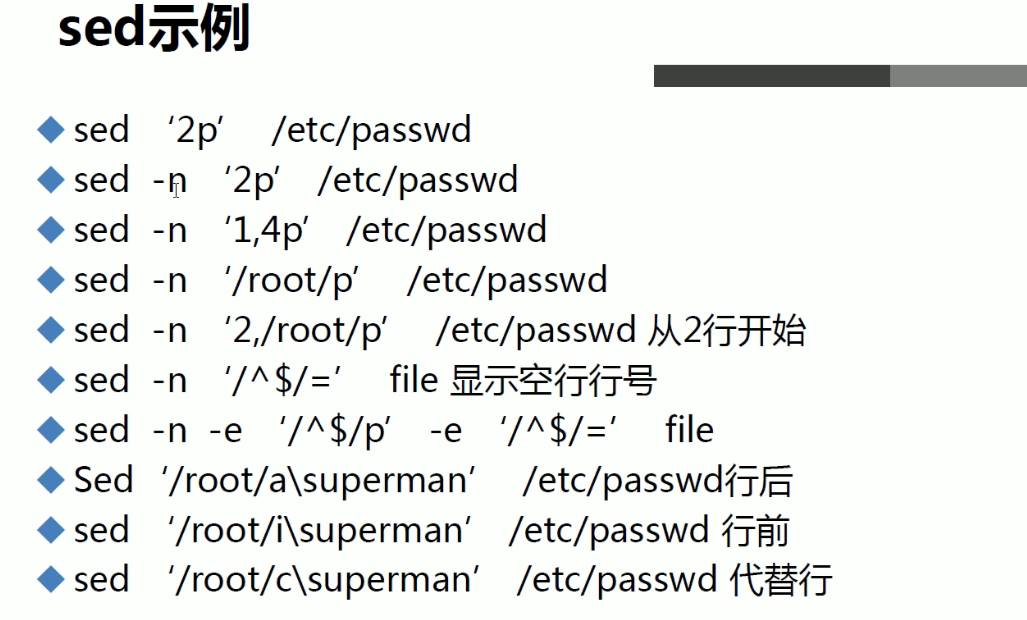 sed示例
sed ‘2p’ /etc/passwd
sed -n ‘2p’ /etc/passwd
sed -n ‘1,4p’ /etc/passwd
sed -n ‘/root/p’ /etc/passwd
sed -n ‘2,/root/p’ /etc/passwd 从2行开始
sed -n ‘/^$/=’ file 显示空行行号
sed -n -e ‘/^$/p’ -e ‘/^$/=’ file
Sed ‘/root/a\superman’ /etc/passwd行后
sed ‘/root/i\superman’ /etc/passwd 行前
sed ‘/root/c\superman’ /etc/passwd 代替行